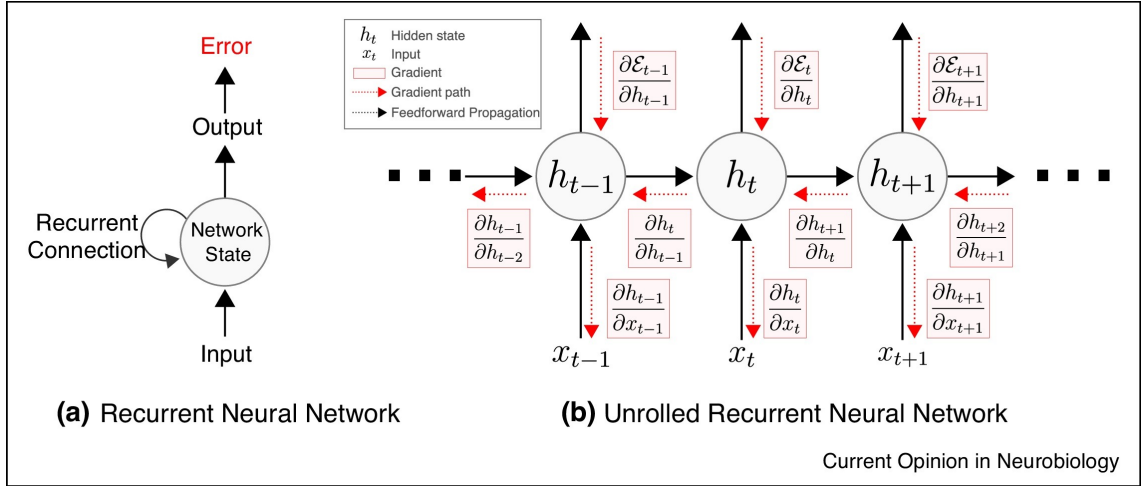 Error
Output
Recurrent
Connection
Network
State
Input
(a) Recurrent Neural Network
h_t Hidden state
x_t Input
Gradient
Gradient path
Feedforward Propagation
∂ℰ_{t−1}/∂h_{t−1}
∂ℰ_t/∂h_t
∂ℰ_{t+1}/∂h_{t+1}
h_{t−1}
h_t
h_{t+1}
∂h_{t−1}/∂h_{t−2}
∂h_t/∂h_{t−1}
∂h_{t+1}/∂h_t
∂h_{t+2}/∂h_{t+1}
∂h_{t−1}/∂x_{t−1}
∂h_t/∂x_t
∂h_{t+1}/∂x_{t+1}
x_{t−1}
x_t
x_{t+1}
(b) Unrolled Recurrent Neural Network
Current Opinion in Neurobiology